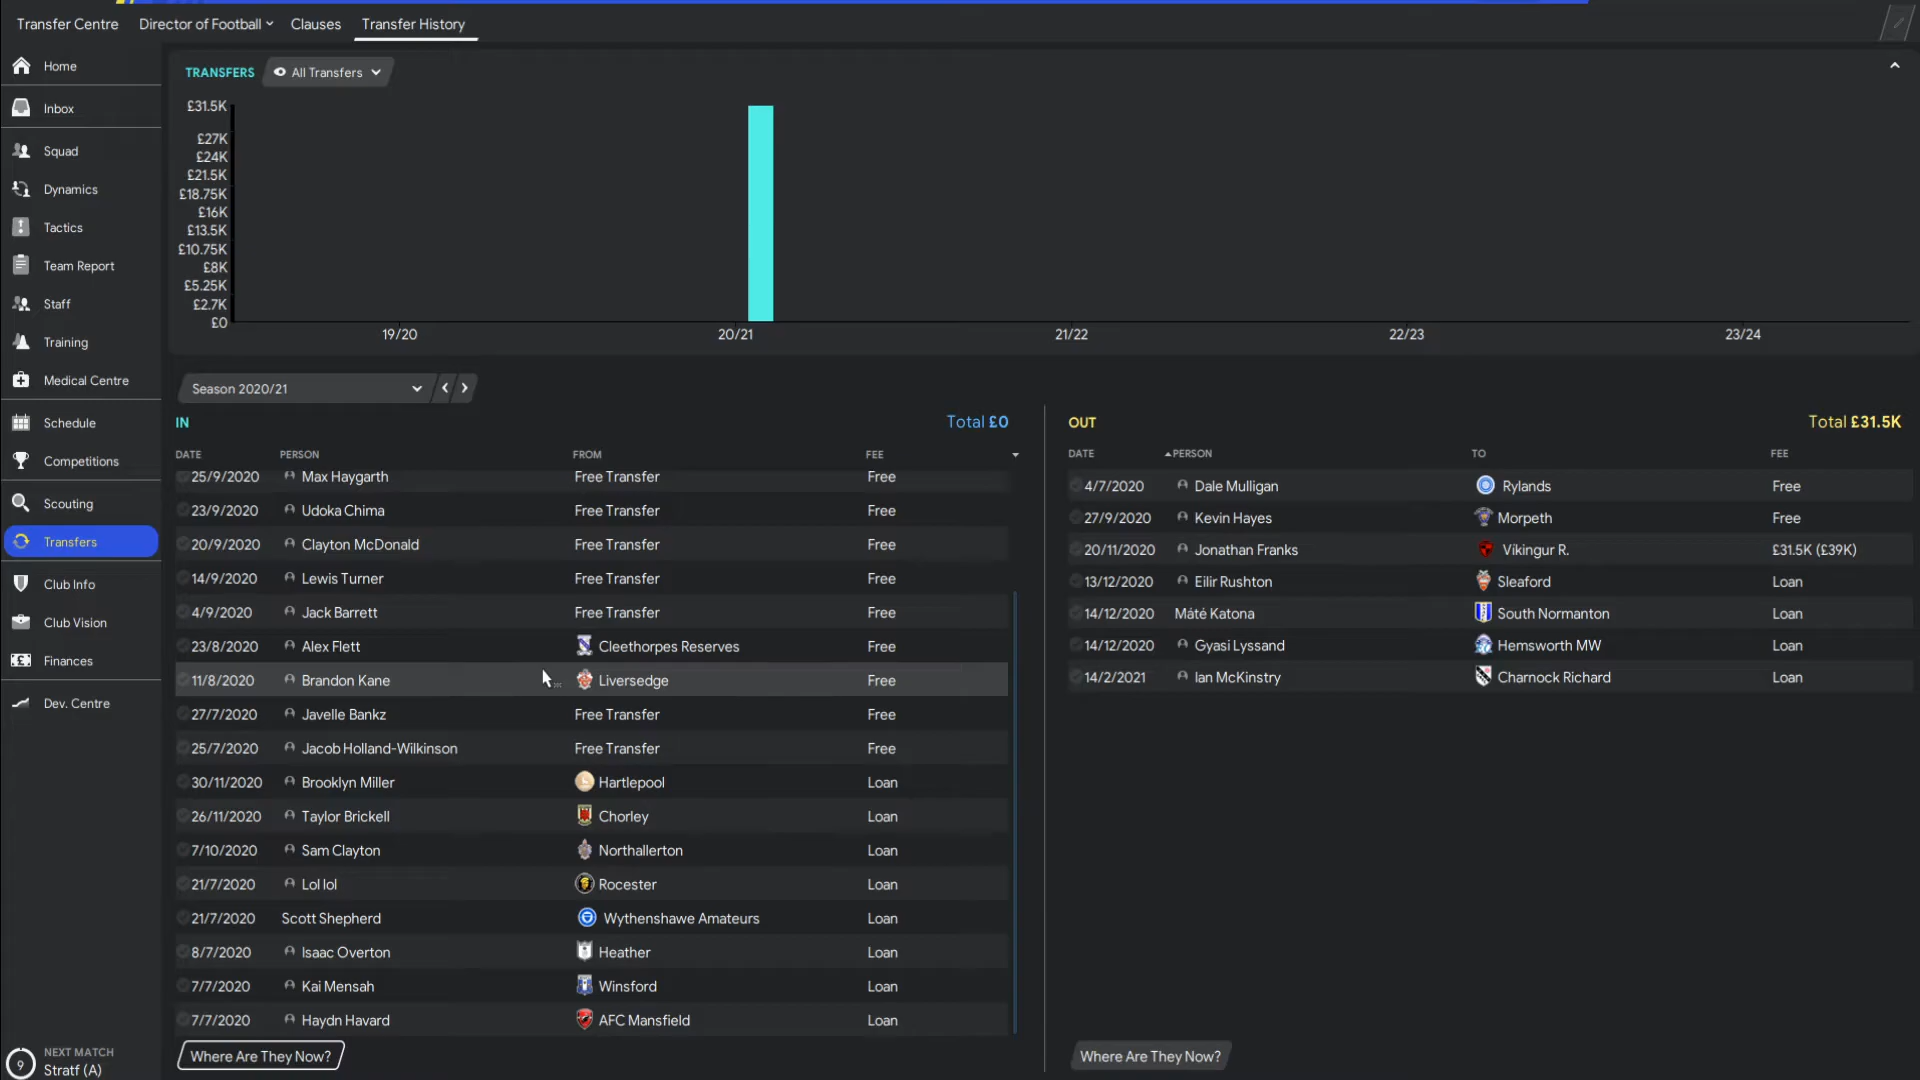 Transfer Centre Director of Football Clauses Transfer History
Home
Inbox
Squad
Dynamics
Tactics
Team Report
Staff
Training
Medical Centre
Schedule
Competitions
Scouting
Transfers
Club Info
Club Vision
Finances
Dev. Centre
9 NEXT MATCH
Stratf (A)
TRANSFERS All Transfers
£31.5K
£27K
£24K
£21.5K
£18.75K
£16K
£13.5K
£10.75K
£8K
£5.25K
£2.7K
£0
19/20 20/21 21/22 22/23 23/24
Season 2020/21
IN Total £0
DATE PERSON FROM FEE
25/9/2020 Max Haygarth Free Transfer Free
23/9/2020 Udoka Chima Free Transfer Free
20/9/2020 Clayton McDonald Free Transfer Free
14/9/2020 Lewis Turner Free Transfer Free
4/9/2020 Jack Barrett Free Transfer Free
23/8/2020 Alex Flett Cleethorpes Reserves Free
11/8/2020 Brandon Kane Liversedge Free
27/7/2020 Javelle Bankz Free Transfer Free
25/7/2020 Jacob Holland-Wilkinson Free Transfer Free
30/11/2020 Brooklyn Miller Hartlepool Loan
26/11/2020 Taylor Brickell Chorley Loan
7/10/2020 Sam Clayton Northallerton Loan
21/7/2020 Lol lol Rocester Loan
21/7/2020 Scott Shepherd Wythenshawe Amateurs Loan
8/7/2020 Isaac Overton Heather Loan
7/7/2020 Kai Mensah Winsford Loan
7/7/2020 Haydn Havard AFC Mansfield Loan
Where Are They Now?
OUT Total £31.5K
DATE PERSON TO FEE
4/7/2020 Dale Mulligan Rylands Free
27/9/2020 Kevin Hayes Morpeth Free
20/11/2020 Jonathan Franks Víkingur R. £31.5K (£39K)
13/12/2020 Eilir Rushton Sleaford Loan
14/12/2020 Máté Katona South Normanton Loan
14/12/2020 Gyasi Lyssand Hemsworth MW Loan
14/2/2021 Ian McKinstry Charnock Richard Loan
Where Are They Now?